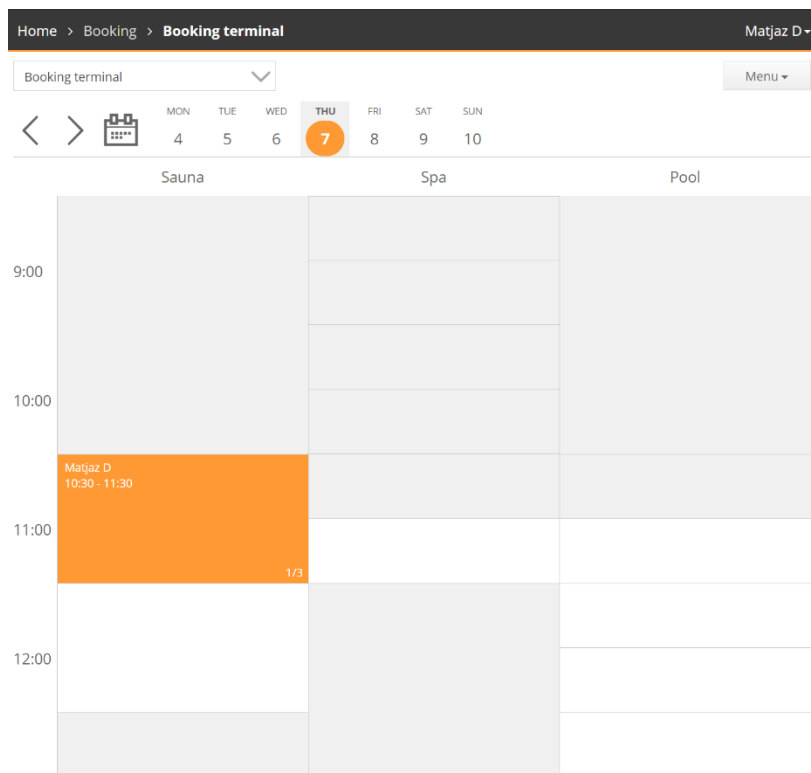 Home > Booking > Booking terminal Matjaz D
Booking terminal Menu
MON TUE WED THU FRI SAT SUN
4 5 6 7 8 9 10
Sauna Spa Pool
9:00
10:00
Matjaz D
10:30 - 11:30
11:00
1/3
12:00